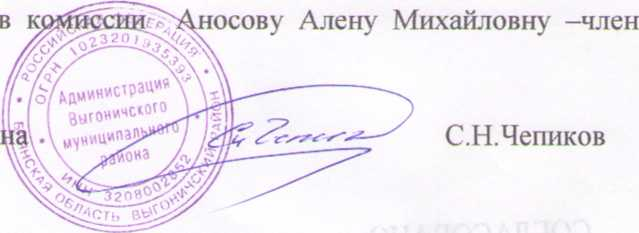 в комиссии Аносову Алену Михайловну –член
РОССИЙСКАЯ ФЕДЕРАЦИЯ
ОГРН 1023201935393
Администрация
Выгоничского
муниципального
района
ИНН 3208002852
БРЯНСКАЯ ОБЛАСТЬ ВЫГОНИЧСКИЙ РАЙОН
на С.Н.Чепиков